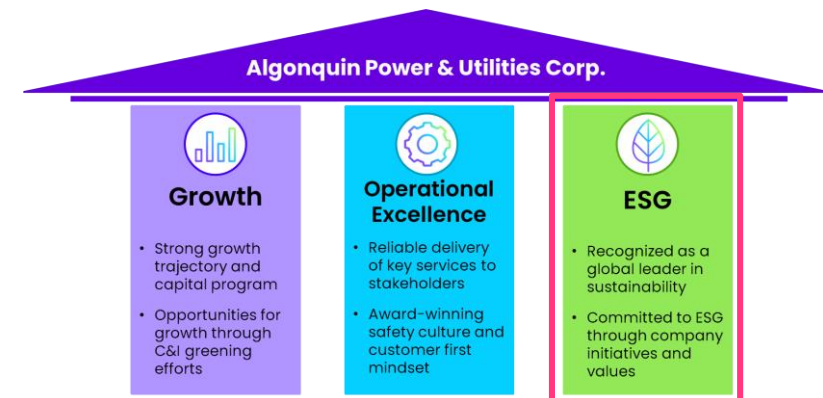 Algonquin Power & Utilities Corp.
Growth
• Strong growth
trajectory and
capital program
• Opportunities for
growth through
C&I greening
efforts
Operational
Excellence
• Reliable delivery
of key services to
stakeholders
• Award-winning
safety culture and
customer first
mindset
ESG
• Recognized as a
global leader in
sustainability
• Committed to ESG
through company
initiatives and
values